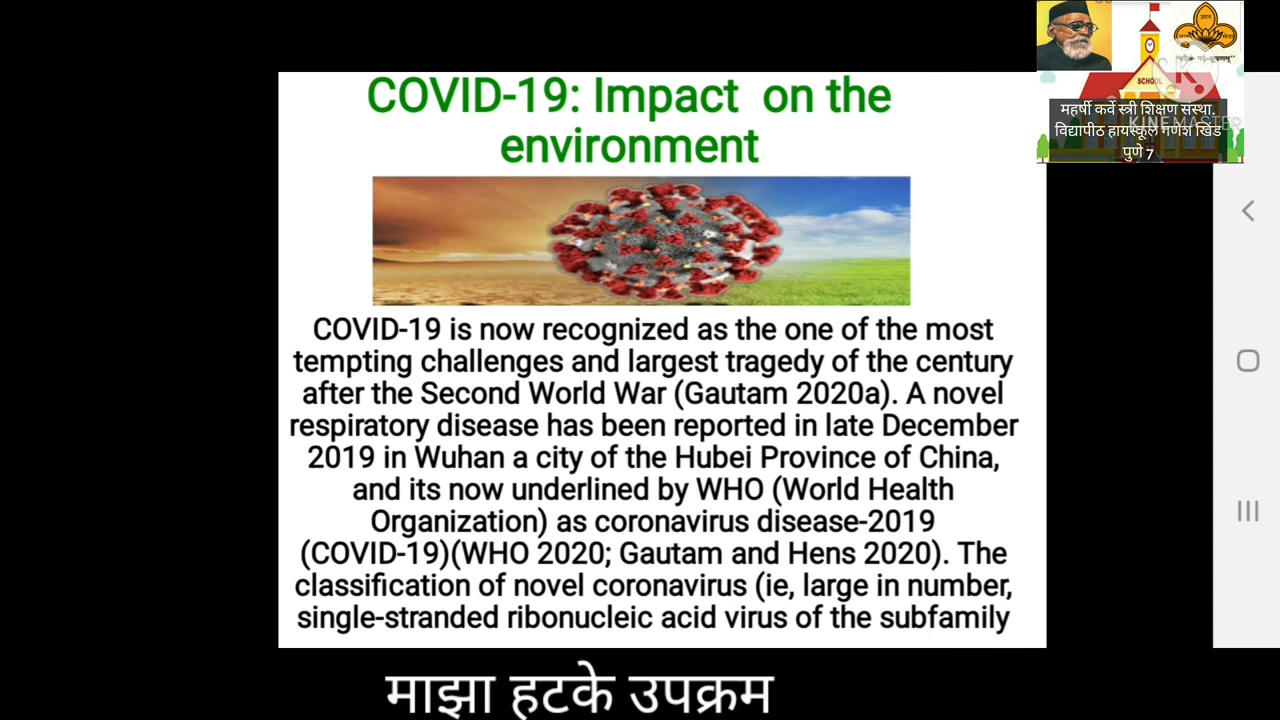 COVID-19: Impact on the
environment
COVID-19 is now recognized as the one of the most
tempting challenges and largest tragedy of the century
after the Second World War (Gautam 2020a). A novel
respiratory disease has been reported in late December
2019 in Wuhan a city of the Hubei Province of China,
and its now underlined by WHO (World Health
Organization) as coronavirus disease-2019
(COVID-19)(WHO 2020; Gautam and Hens 2020). The
classification of novel coronavirus (ie, large in number,
single-stranded ribonucleic acid virus of the subfamily
SCHOOL
महर्षी कर्वे स्त्री शिक्षण संस्था.
विद्यापीठ हायस्कूल गणेश खिंड
पुणे 7
KINEMASTER
माझा हटके उपक्रम